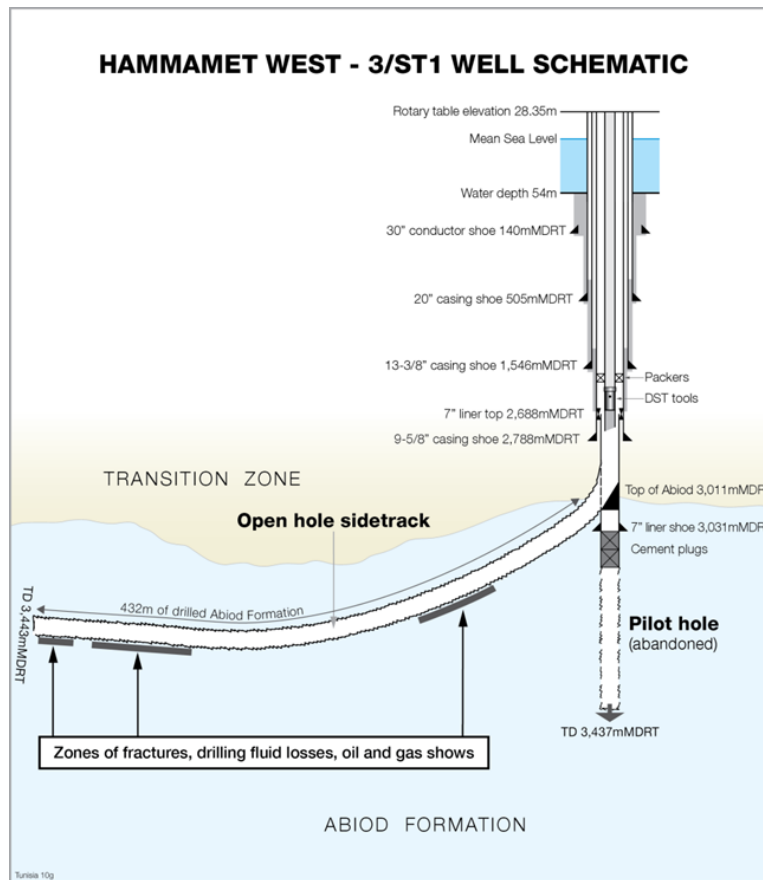 HAMMAMET WEST - 3/ST1 WELL SCHEMATIC
Rotary table elevation 28.35m
Mean Sea Level
Water depth 54m
30" conductor shoe 140mMDRT
20" casing shoe 505mMDRT
13-3/8" casing shoe 1,546mMDRT
Packers
DST tools
7" liner top 2,688mMDRT
9-5/8" casing shoe 2,788mMDRT
TRANSITION ZONE
Top of Abiod 3,011mMDRT
Open hole sidetrack
7" liner shoe 3,031mMDRT
Cement plugs
432m of drilled Abiod Formation
TD 3,443mMDRT
Pilot hole
(abandoned)
TD 3,437mMDRT
Zones of fractures, drilling fluid losses, oil and gas shows
ABIOD FORMATION
Tunisia 10g